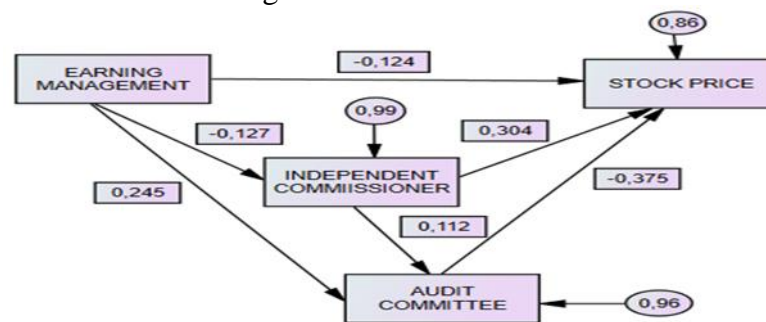 0,86
EARNING
MANAGEMENT
-0,124
STOCK PRICE
0,99
-0,127
0,304
INDEPENDENT
COMMIISSIONER
0,245
-0,375
0,112
AUDIT
COMMITTEE
0,96